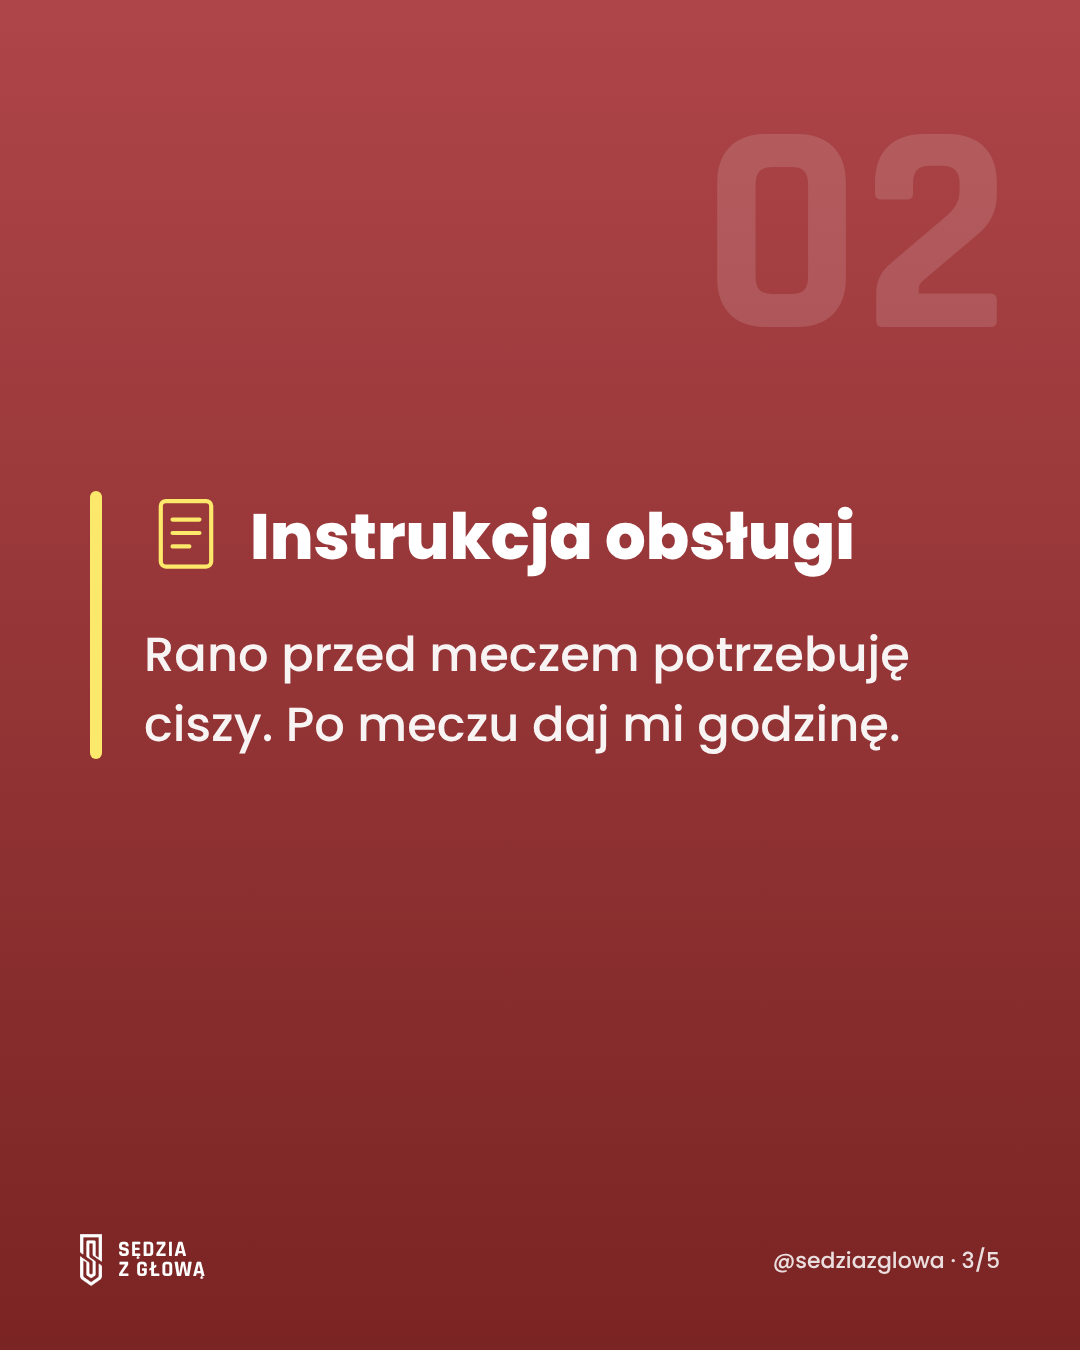 02
Instrukcja obsługi
Rano przed meczem potrzebuję
ciszy. Po meczu daj mi godzinę.
SĘDZIA
Z GŁOWĄ
@sedziazglowa · 3/5